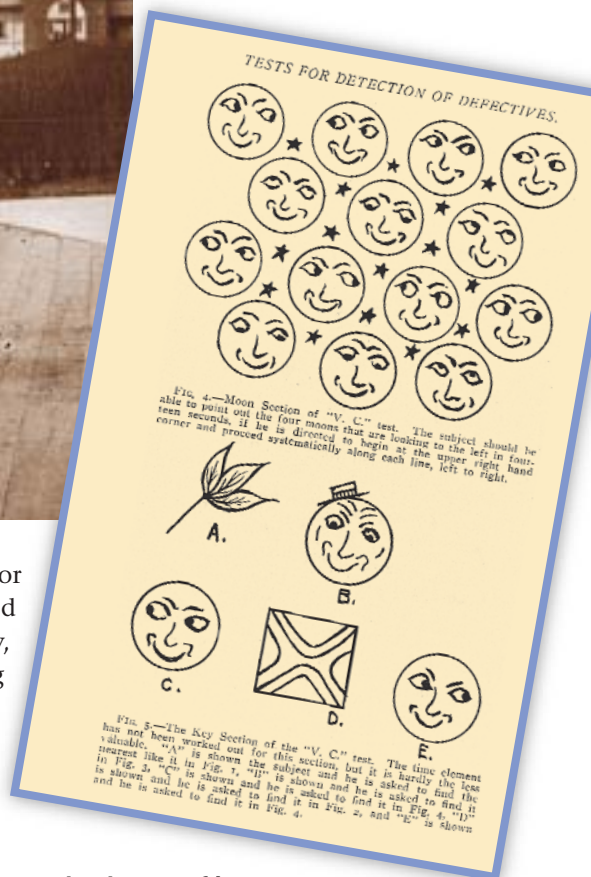 TESTS FOR DETECTION OF DEFECTIVES.
FIG. 4.—Moon Section of "V. C." test. The subject should be
able to point out the four moons that are looking to the left in four-
teen seconds, if he is directed to begin at the upper right hand
corner and proceed systematically along each line, left to right.
A.
B.
C.
D.
E.
FIG. 5.—The Key Section of the "V. C." test. The time element
has not been worked out for this section, but it is hardly the less
valuable. "A" is shown the subject and he is asked to find the
nearest like it in Fig. 1, "B" is shown and he is asked to find it
in Fig. 3, "C" is shown and he is asked to find it in Fig. 4, "D"
is shown and he is asked to find it in Fig. 2, and "E" is shown
and he is asked to find it in Fig. 4.
or
d
,
g